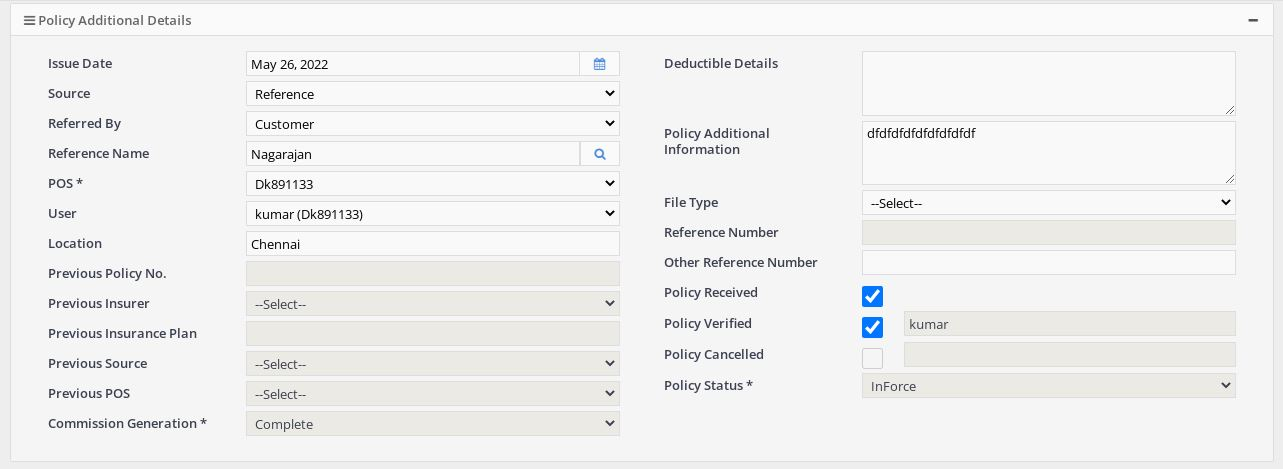 Policy Additional Details
Issue Date May 26, 2022
Source Reference
Referred By Customer
Reference Name Nagarajan
POS * Dk891133
User kumar (Dk891133)
Location Chennai
Previous Policy No.
Previous Insurer --Select--
Previous Insurance Plan
Previous Source --Select--
Previous POS --Select--
Commission Generation * Complete
Deductible Details
Policy Additional dfdfdfdfdfdfdfdfdf
Information
File Type --Select--
Reference Number
Other Reference Number
Policy Received
Policy Verified kumar
Policy Cancelled
Policy Status * InForce